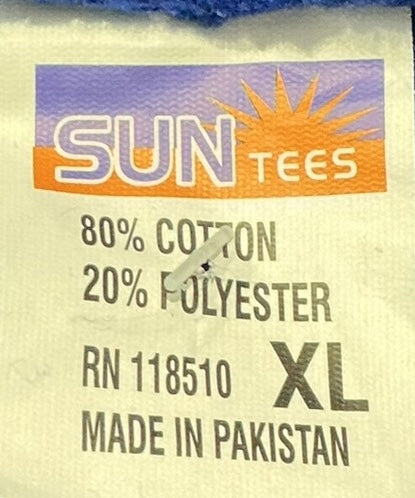 SUN TEES
80% COTTON
20% POLYESTER
RN 118510 XL
MADE IN PAKISTAN